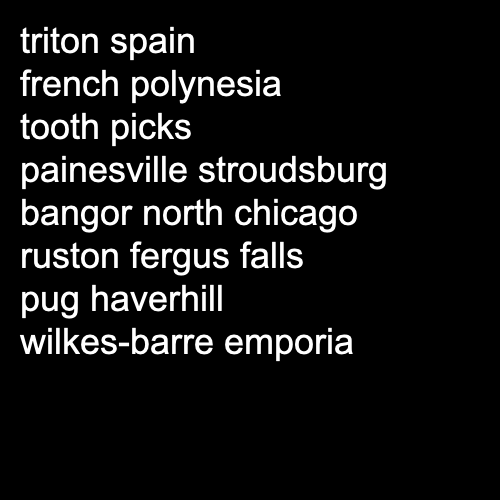 triton spain
french polynesia
tooth picks
painesville stroudsburg
bangor north chicago
ruston fergus falls
pug haverhill
wilkes-barre emporia